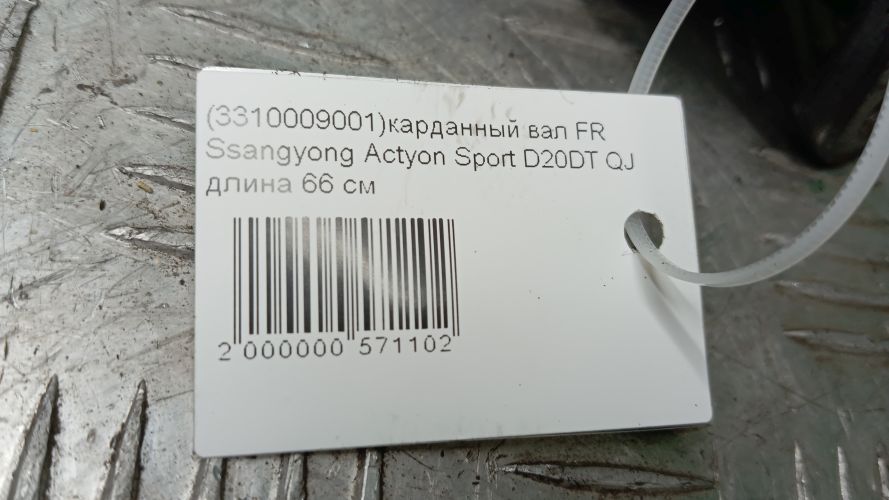 (3310009001)карданный вал FR
Ssangyong Actyon Sport D20DT QJ
длина 66 см
2 000000 571102